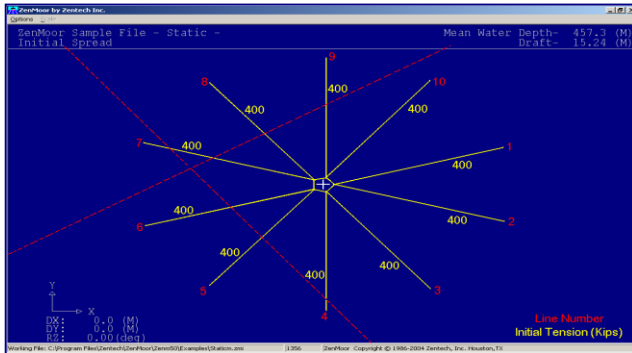 ZenMoor by Zentech Inc.
Options
ZenMoor Sample File - Static -
Initial Spread
Mean Water Depth- 457.3 (M)
Draft- 15.24 (M)
9
8
10
400
400
400
7
1
400
400
6
2
400
400
400
400
400
5
3
4
Y
X
DX: 0.0 (M)
DY: 0.0 (M)
RZ: 0.00(deg)
Line Number
Initial Tension (Kips)
Working File: C:\Program Files\Zentech\ZenMoor\Zenm50\Examples\Staticm.zmi
1356
ZenMoor Copyright © 1986-2004 Zentech, Inc. Houston,TX